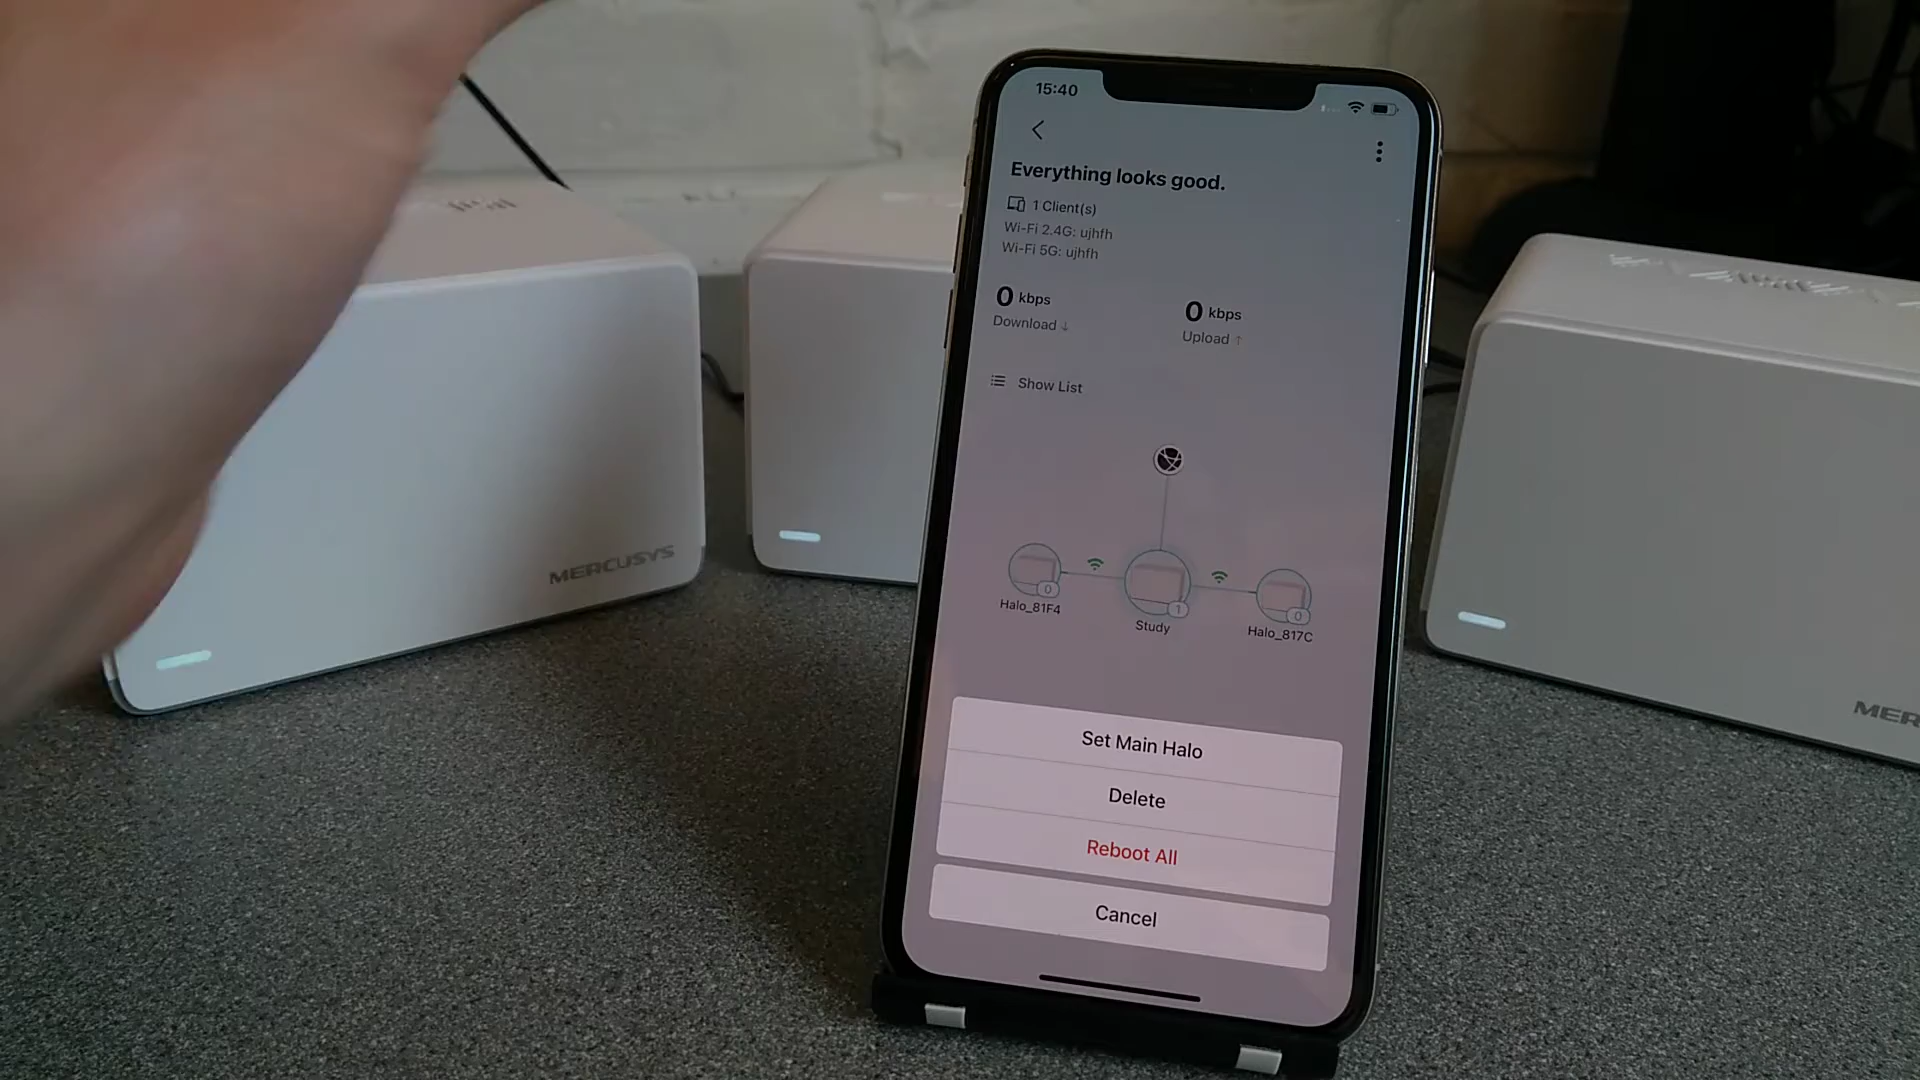 15:40
Everything looks good.
1 Client(s)
Wi-Fi 2.4G: ujhfh
Wi-Fi 5G: ujhfh
0 kbps
Download ↓
0 kbps
Upload ↑
Show List
0
Halo_81F4
1
Study
0
Halo_817C
Set Main Halo
Delete
Reboot All
Cancel
MERCUSYS
MER